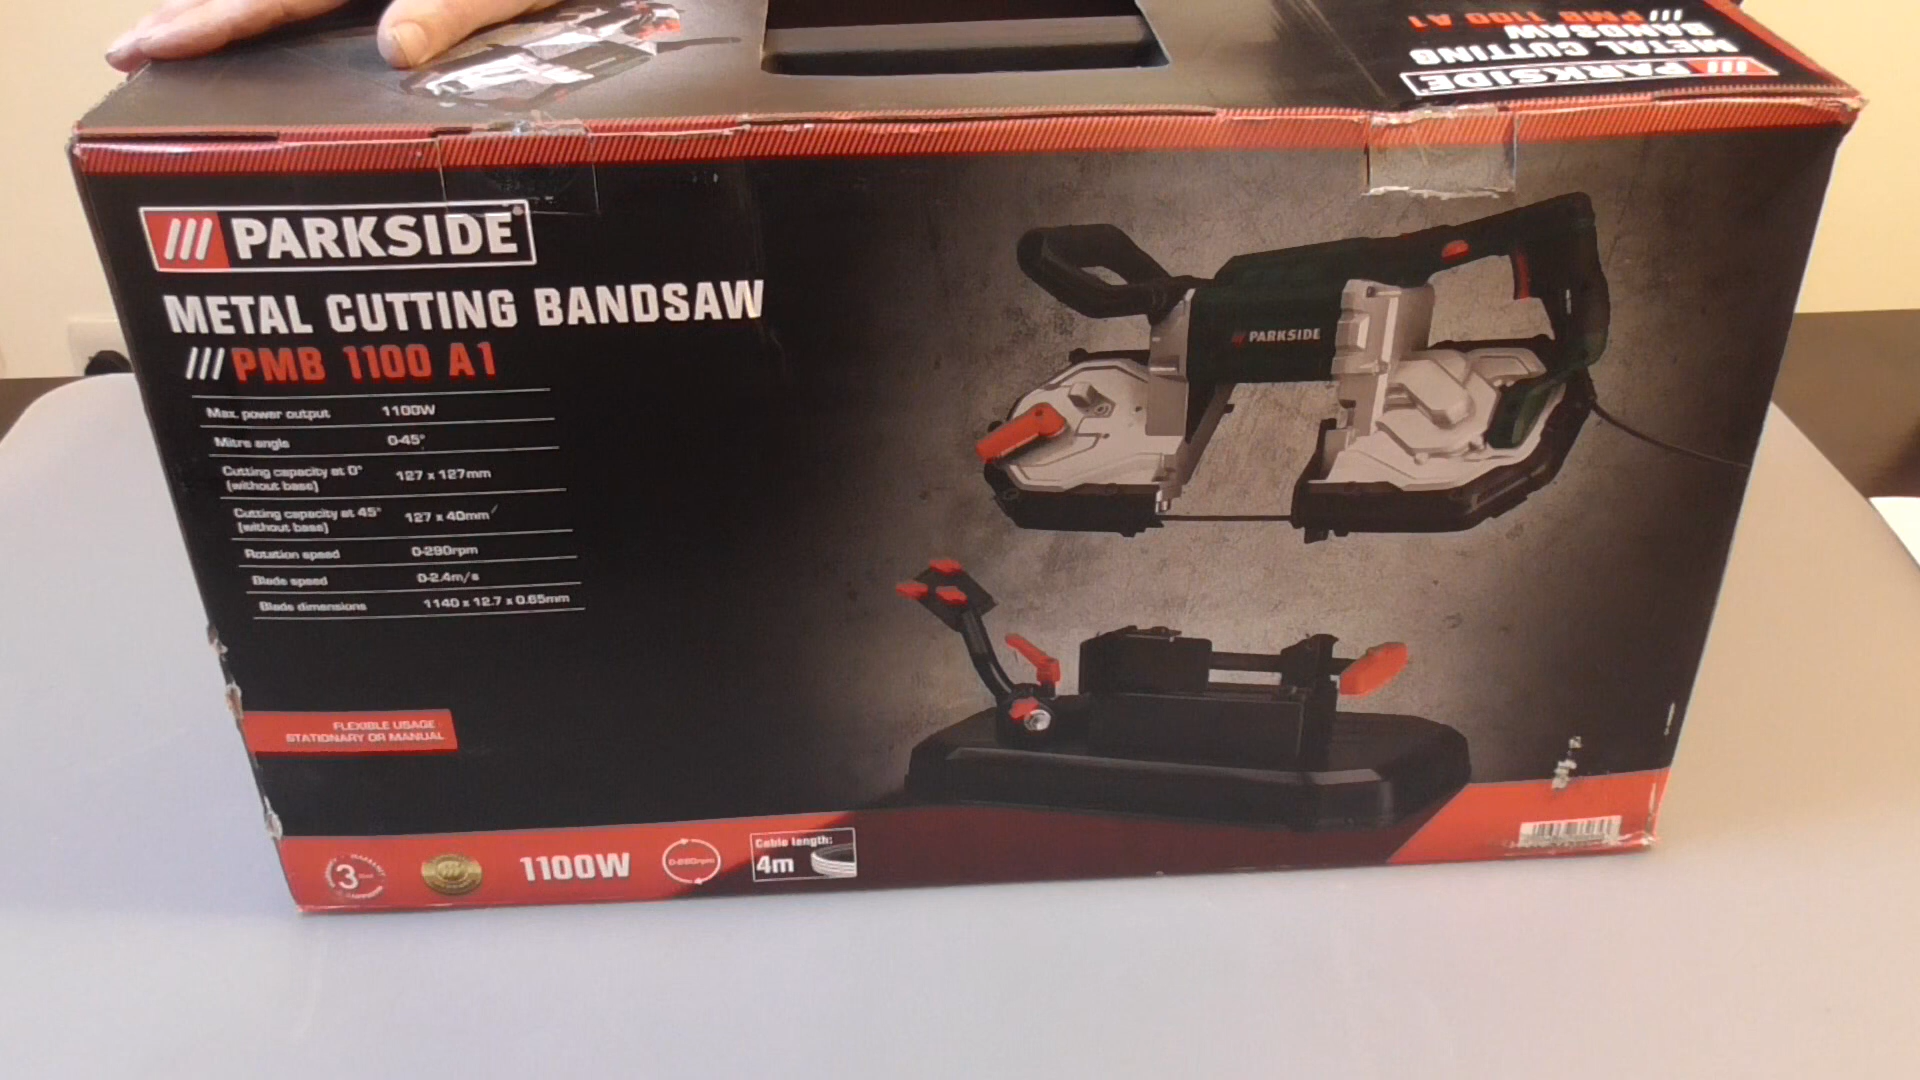 METAL CUTTING
BANDSAW
/// PMB 1100 A1
/// PARKSIDE
/// PARKSIDE®
METAL CUTTING BANDSAW
/// PMB 1100 A1
Max. power output 1100W
Mitre angle 0-45°
Cutting capacity at 0° (without base) 127 x 127mm
Cutting capacity at 45° (without base) 127 x 40mm
Rotation speed 0-290rpm
Blade speed 0-2.4m/s
Blade dimensions 1140 x 12.7 x 0.65mm
/// PARKSIDE
FLEXIBLE USAGE
STATIONARY OR MANUAL
3
1100W
0-290rpm
Cable length:
4m